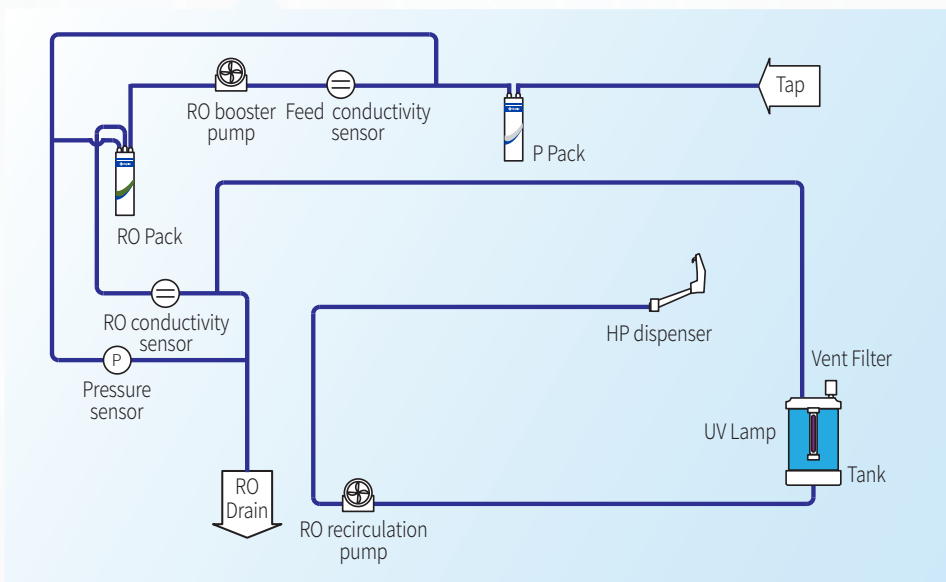 Tap
RO booster
pump
Feed conductivity
sensor
P Pack
RO Pack
RO conductivity
sensor
HP dispenser
P
Pressure
sensor
Vent Filter
UV Lamp
Tank
RO
Drain
RO recirculation
pump